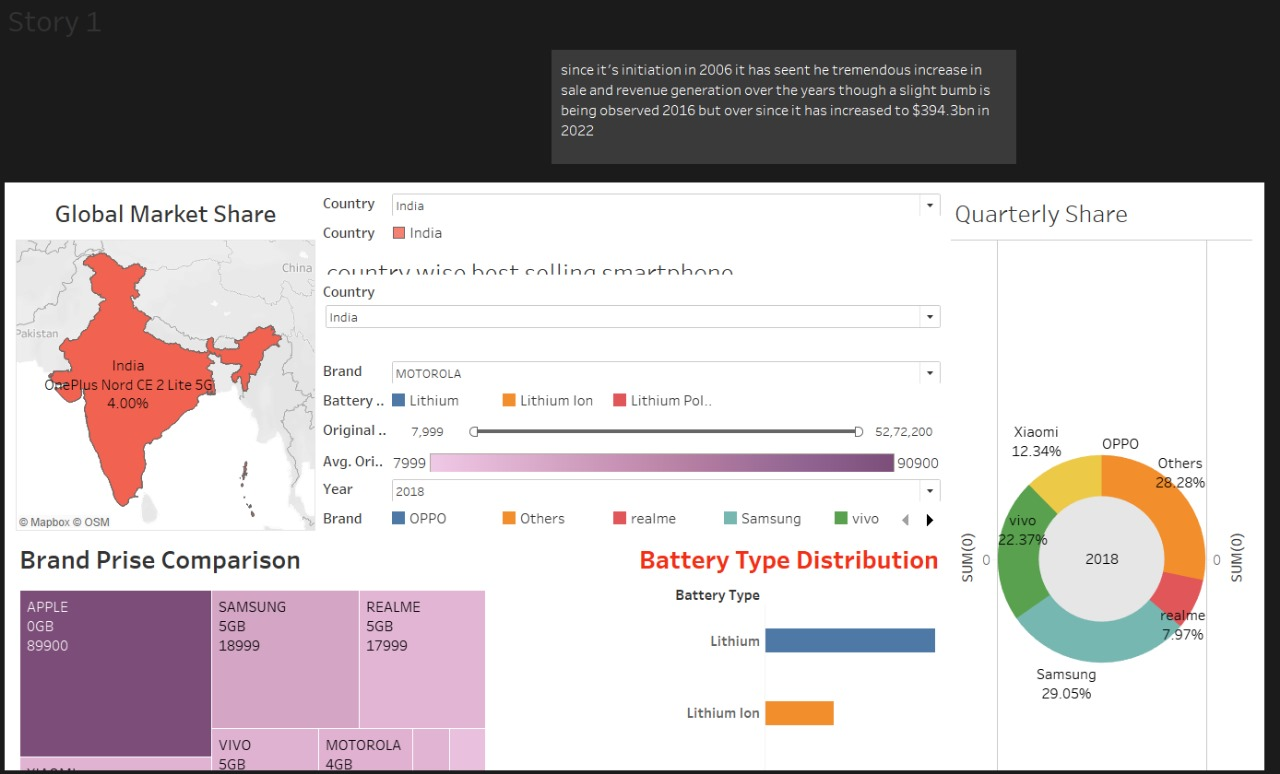 Story 1
since it's initiation in 2006 it has seent he tremendous increase in
sale and revenue generation over the years though a slight bumb is
being observed 2016 but over since it has increased to $394.3bn in
2022
Global Market Share
China
Pakistan
India
OnePlus Nord CE 2 Lite 5G
4.00%
© Mapbox © OSM
Country India
Country India
country wise best selling smartphone
Country
India
Brand MOTOROLA
Battery .. Lithium Lithium Ion Lithium Pol..
Original .. 7,999 52,72,200
Avg. Ori.. 7999 90900
Year 2018
Brand OPPO Others realme Samsung vivo
Quarterly Share
Xiaomi
12.34%
OPPO
Others
28.28%
vivo
22.37%
SUM(0)
0
2018
0
SUM(0)
realme
7.97%
Samsung
29.05%
Brand Prise Comparison
APPLE
0GB
89900
SAMSUNG
5GB
18999
REALME
5GB
17999
VIVO
5GB
MOTOROLA
4GB
XIAOMI
Battery Type Distribution
Battery Type
Lithium
Lithium Ion